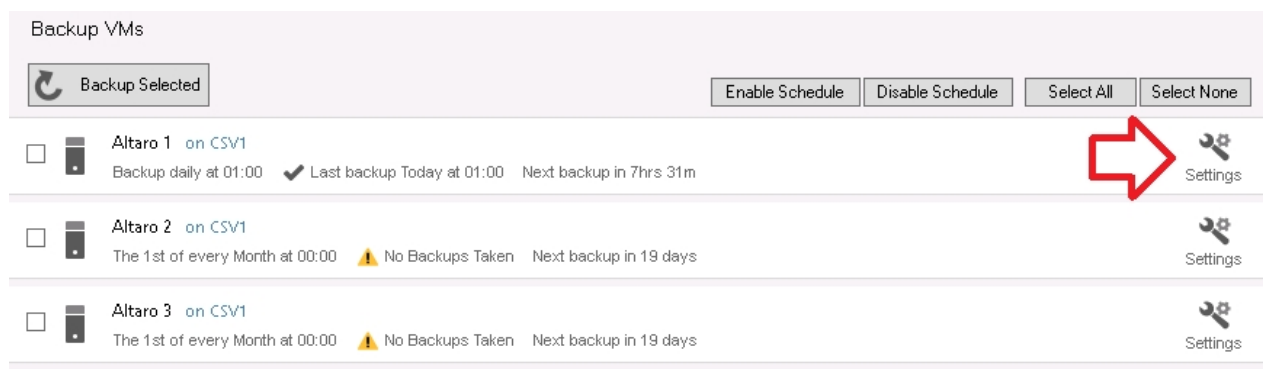 Backup VMs
Backup Selected
Enable Schedule Disable Schedule Select All Select None
Altaro 1 on CSV1
Backup daily at 01:00 Last backup Today at 01:00 Next backup in 7hrs 31m
Settings
Altaro 2 on CSV1
The 1st of every Month at 00:00 No Backups Taken Next backup in 19 days
Settings
Altaro 3 on CSV1
The 1st of every Month at 00:00 No Backups Taken Next backup in 19 days
Settings